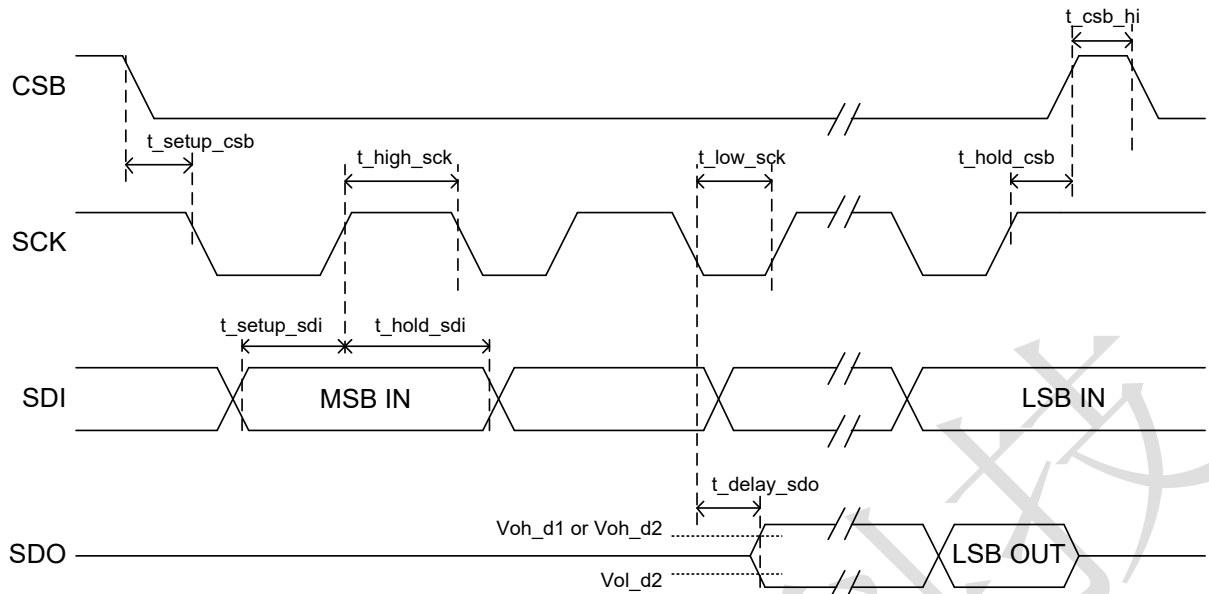 t_csb_hi
CSB
t_setup_csb
t_high_sck
t_low_sck
t_hold_csb
SCK
t_setup_sdi
t_hold_sdi
SDI
MSB IN
LSB IN
t_delay_sdo
Voh_d1 or Voh_d2
SDO
LSB OUT
Vol_d2